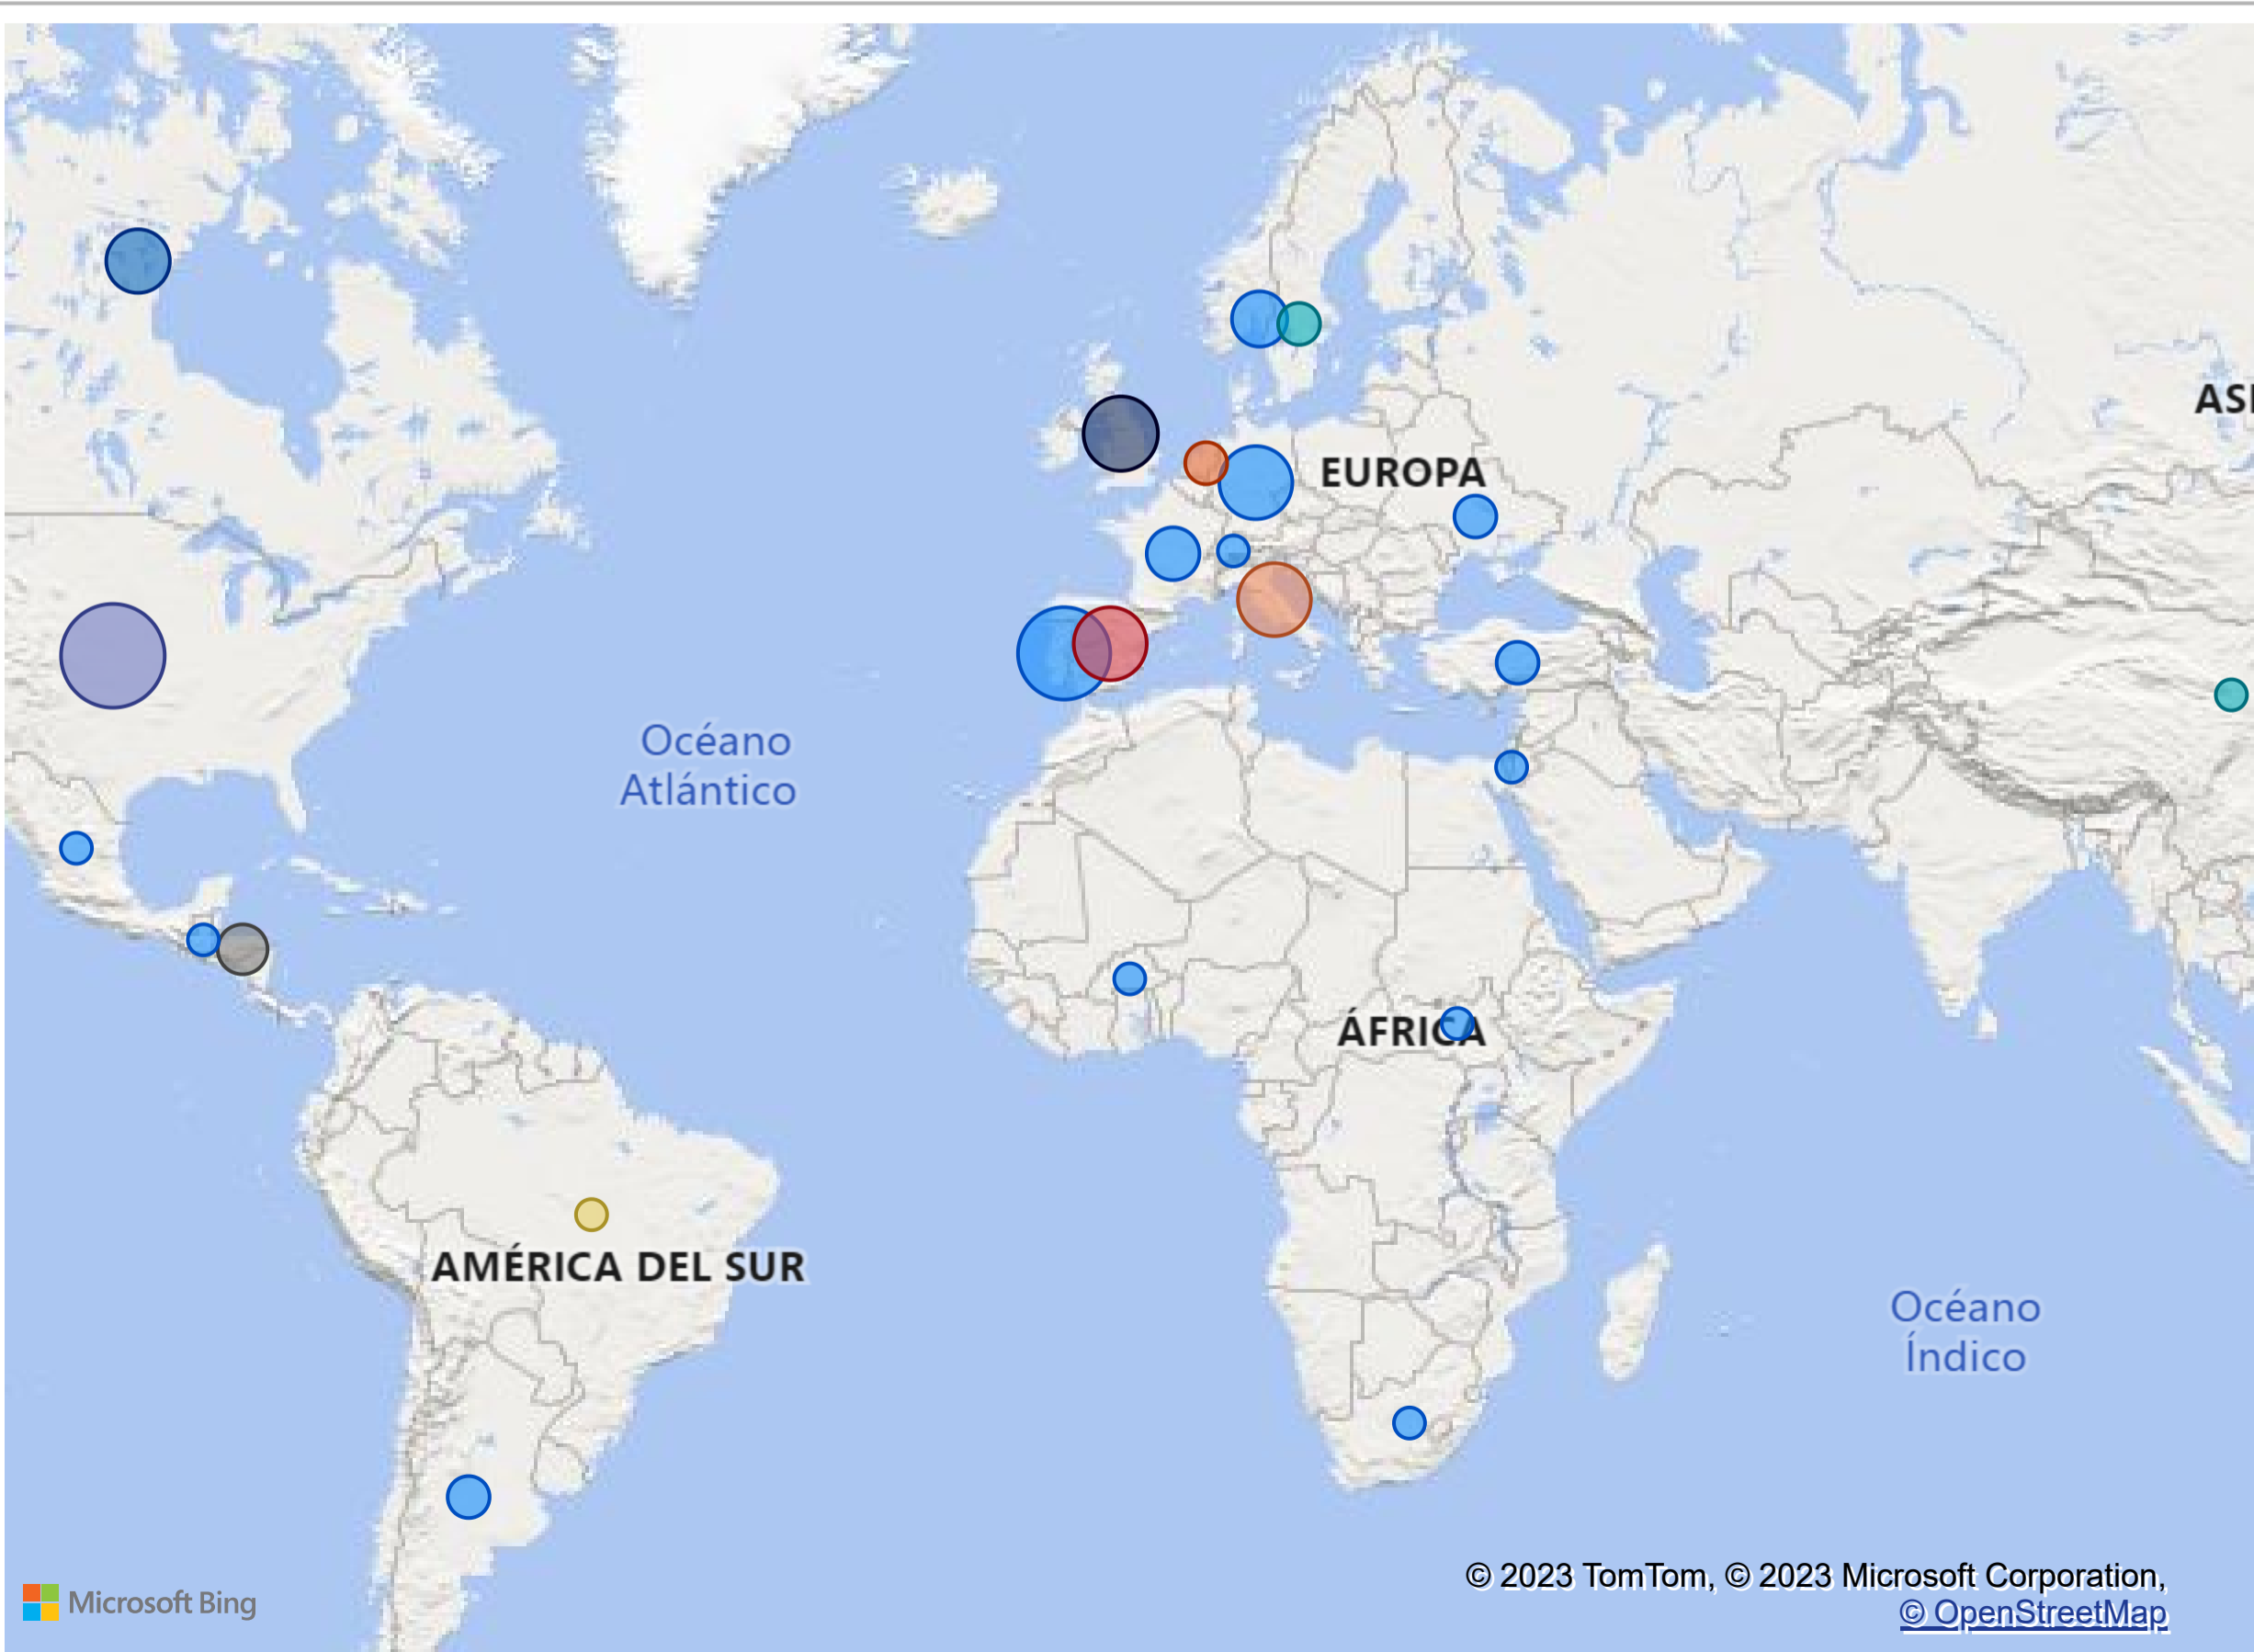 ASI
EUROPA
Océano
Atlántico
ÁFRICA
AMÉRICA DEL SUR
Océano
Índico
Microsoft Bing
© 2023 TomTom, © 2023 Microsoft Corporation,
© OpenStreetMap